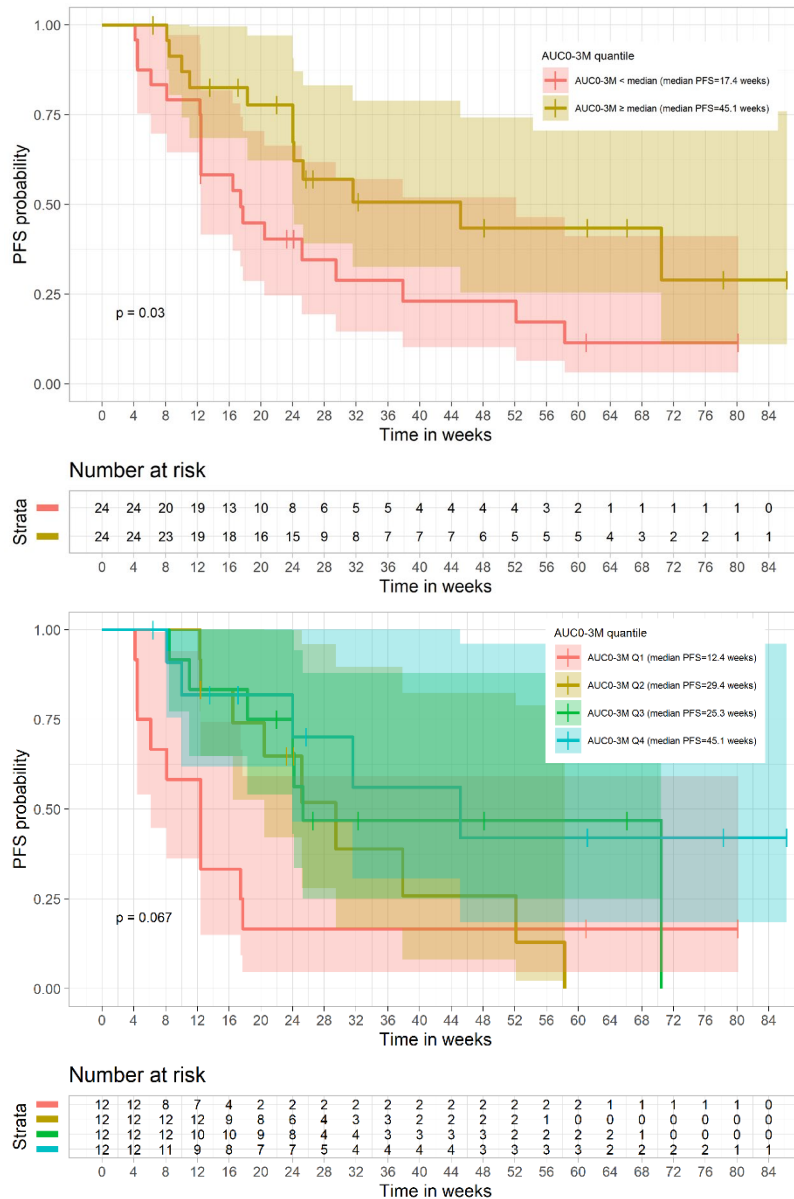 1.00
0.75
0.50
0.25
0.00
PFS probability
AUC0-3M quantile
AUC0-3M < median (median PFS=17.4 weeks)
AUC0-3M ≥ median (median PFS=45.1 weeks)
p = 0.03
0 4 8 12 16 20 24 28 32 36 40 44 48 52 56 60 64 68 72 76 80 84
Time in weeks
Number at risk
Strata
24 24 20 19 13 10 8 6 5 5 4 4 4 4 3 2 1 1 1 1 1 0
24 24 23 19 18 16 15 9 8 7 7 7 6 5 5 5 4 3 2 2 1 1
0 4 8 12 16 20 24 28 32 36 40 44 48 52 56 60 64 68 72 76 80 84
Time in weeks
1.00
0.75
0.50
0.25
0.00
PFS probability
AUC0-3M quantile
AUC0-3M Q1 (median PFS=12.4 weeks)
AUC0-3M Q2 (median PFS=29.4 weeks)
AUC0-3M Q3 (median PFS=25.3 weeks)
AUC0-3M Q4 (median PFS=45.1 weeks)
p = 0.067
0 4 8 12 16 20 24 28 32 36 40 44 48 52 56 60 64 68 72 76 80 84
Time in weeks
Number at risk
Strata
12 12 8 7 4 2 2 2 2 2 2 2 2 2 2 2 1 1 1 1 1 0
12 12 12 12 9 8 6 4 3 3 2 2 2 2 1 0 0 0 0 0 0 0
12 12 12 10 10 9 8 4 4 3 3 3 3 2 2 2 2 1 0 0 0 0
12 12 11 9 8 7 7 5 4 4 4 4 3 3 3 3 2 2 2 2 1 1
0 4 8 12 16 20 24 28 32 36 40 44 48 52 56 60 64 68 72 76 80 84
Time in weeks